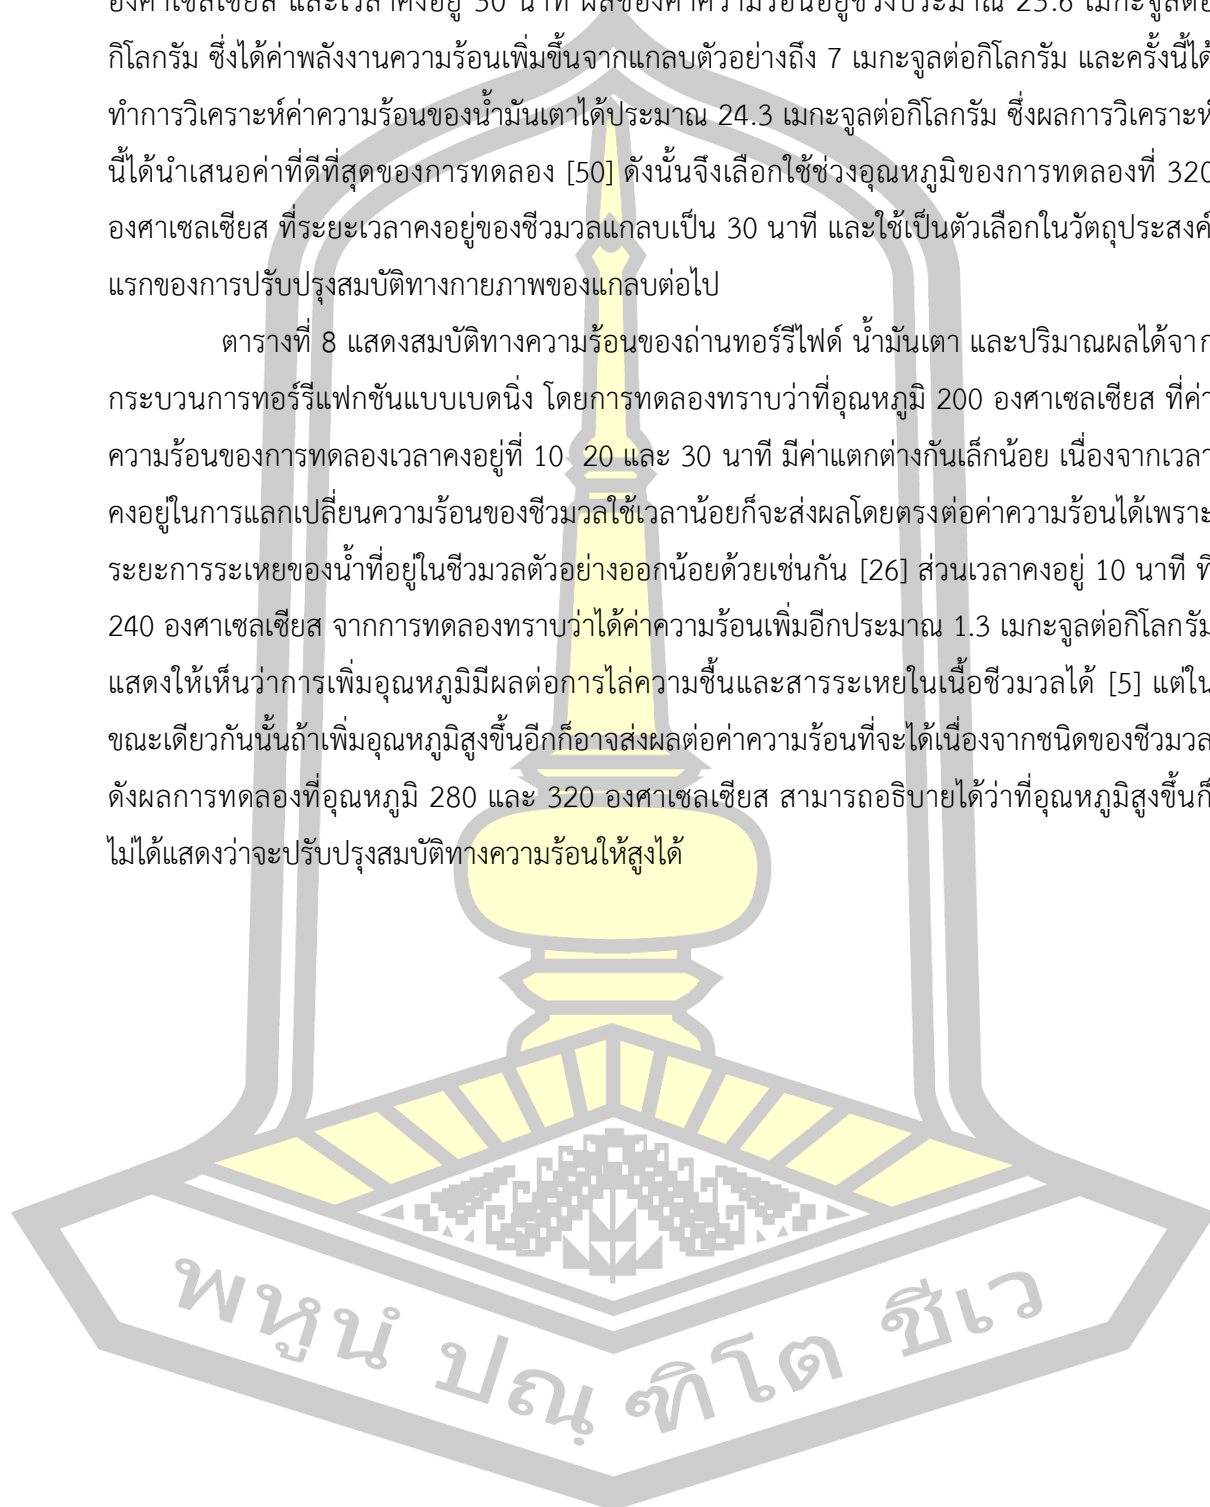 องศาเซลเซียส และเวลาคงอยู่ 30 นาที ผลของค่าความร้อนอยู่ช่วงประมาณ 23.6 เมกะจูลต่อ
กิโลกรัม ซึ่งได้ค่าพลังงานความร้อนเพิ่มขึ้นจากแกลบตัวอย่างถึง 7 เมกะจูลต่อกิโลกรัม และครั้งนี้ได้
ทำการวิเคราะห์ค่าความร้อนของน้ำมันเตาได้ประมาณ 24.3 เมกะจูลต่อกิโลกรัม ซึ่งผลการวิเคราะห์
นี้ได้นำเสนอค่าที่ดีที่สุดของการทดลอง [50] ดังนั้นจึงเลือกใช้ช่วงอุณหภูมิของการทดลองที่ 320
องศาเซลเซียส ที่ระยะเวลาคงอยู่ของชีวมวลแกลบเป็น 30 นาที และใช้เป็นตัวเลือกในวัตถุประสงค์
แรกของการปรับปรุงสมบัติทางกายภาพของแกลบต่อไป
ตารางที่ 8 แสดงสมบัติทางความร้อนของถ่านทอร์รีไฟด์ น้ำมันเตา และปริมาณผลได้จาก
กระบวนการทอร์รีแฟกชันแบบเบดนิ่ง โดยการทดลองทราบว่าที่อุณหภูมิ 200 องศาเซลเซียส ที่ค่า
ความร้อนของการทดลองเวลาคงอยู่ที่ 10 20 และ 30 นาที มีค่าแตกต่างกันเล็กน้อย เนื่องจากเวลา
คงอยู่ในการแลกเปลี่ยนความร้อนของชีวมวลใช้เวลาน้อยก็จะส่งผลโดยตรงต่อค่าความร้อนได้เพราะ
ระยะการระเหยของน้ำที่อยู่ในชีวมวลตัวอย่างออกน้อยด้วยเช่นกัน [26] ส่วนเวลาคงอยู่ 10 นาที ที่
240 องศาเซลเซียส จากการทดลองทราบว่าได้ค่าความร้อนเพิ่มอีกประมาณ 1.3 เมกะจูลต่อกิโลกรัม
แสดงให้เห็นว่าการเพิ่มอุณหภูมิมีผลต่อการไล่ความชื้นและสารระเหยในเนื้อชีวมวลได้ [5] แต่ใน
ขณะเดียวกันนั้นถ้าเพิ่มอุณหภูมิสูงขึ้นอีกก็อาจส่งผลต่อค่าความร้อนที่จะได้เนื่องจากชนิดของชีวมวล
ดังผลการทดลองที่อุณหภูมิ 280 และ 320 องศาเซลเซียส สามารถอธิบายได้ว่าที่อุณหภูมิสูงขึ้นก็
ไม่ได้แสดงว่าจะปรับปรุงสมบัติทางความร้อนให้สูงได้
พหูนํ ปณฺฑิโต ชีเว